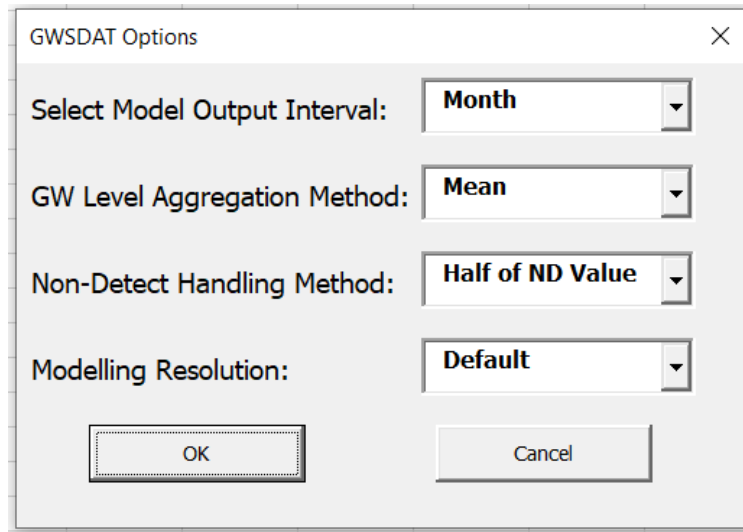 GWSDAT Options
Select Model Output Interval: Month
GW Level Aggregation Method: Mean
Non-Detect Handling Method: Half of ND Value
Modelling Resolution: Default
OK Cancel